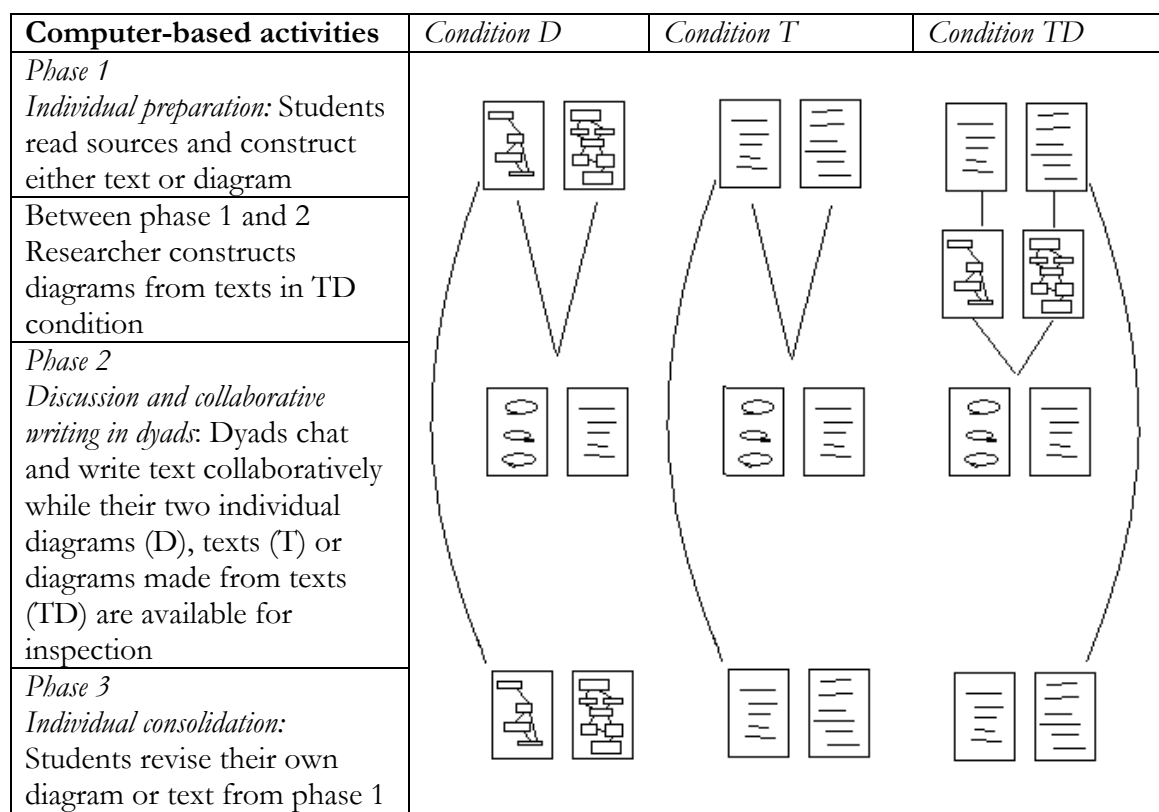 Computer-based activities
Condition D
Condition T
Condition TD
Phase 1
Individual preparation: Students
read sources and construct
either text or diagram
Between phase 1 and 2
Researcher constructs
diagrams from texts in TD
condition
Phase 2
Discussion and collaborative
writing in dyads: Dyads chat
and write text collaboratively
while their two individual
diagrams (D), texts (T) or
diagrams made from texts
(TD) are available for
inspection
Phase 3
Individual consolidation:
Students revise their own
diagram or text from phase 1